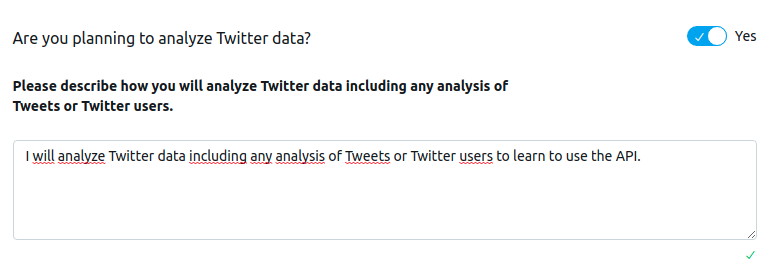 Are you planning to analyze Twitter data?
Yes
Please describe how you will analyze Twitter data including any analysis of
Tweets or Twitter users.
I will analyze Twitter data including any analysis of Tweets or Twitter users to learn to use the API.